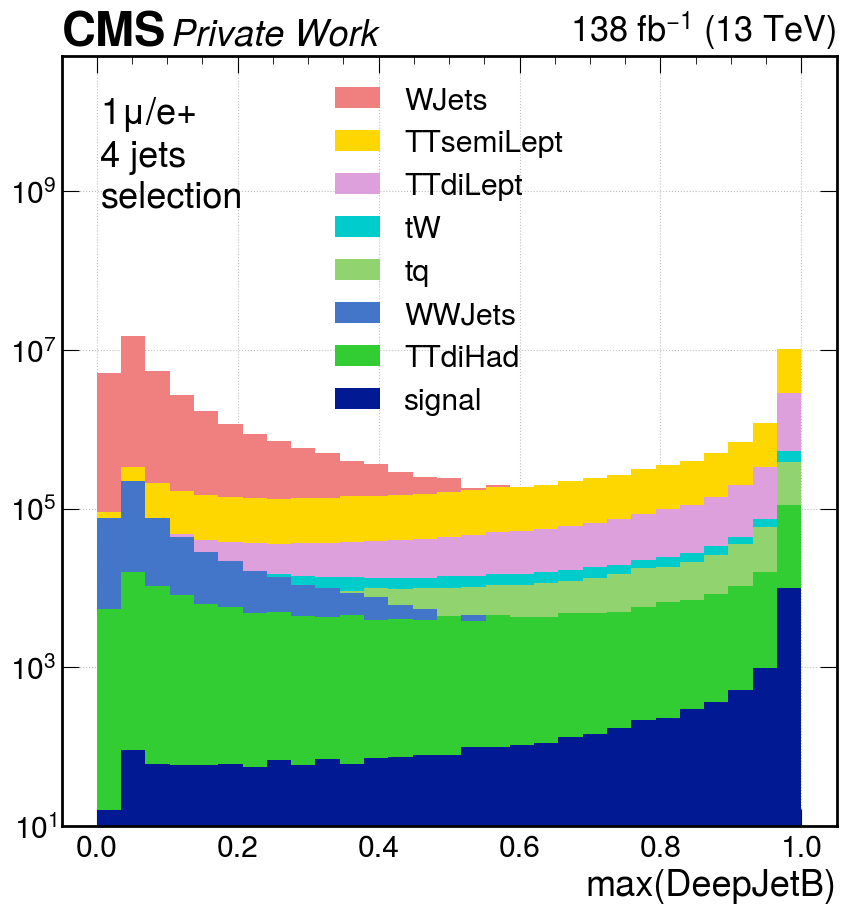 CMS Private Work 138 fb⁻¹ (13 TeV)
1μ/e+
4 jets
selection
WJets
TTsemiLept
TTdiLept
tW
tq
WWJets
TTdiHad
signal
10⁹
10⁷
10⁵
10³
10¹
0.0 0.2 0.4 0.6 0.8 1.0
max(DeepJetB)